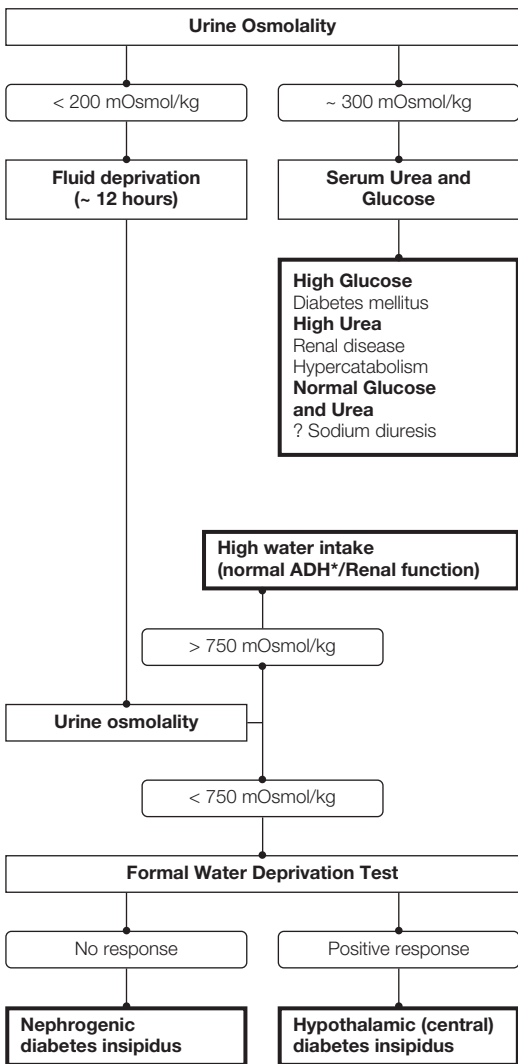 Urine Osmolality
< 200 mOsmol/kg
~ 300 mOsmol/kg
Fluid deprivation
(~ 12 hours)
Serum Urea and
Glucose
High Glucose
Diabetes mellitus
High Urea
Renal disease
Hypercatabolism
Normal Glucose
and Urea
? Sodium diuresis
High water intake
(normal ADH*/Renal function)
> 750 mOsmol/kg
Urine osmolality
< 750 mOsmol/kg
Formal Water Deprivation Test
No response
Positive response
Nephrogenic
diabetes insipidus
Hypothalamic (central)
diabetes insipidus